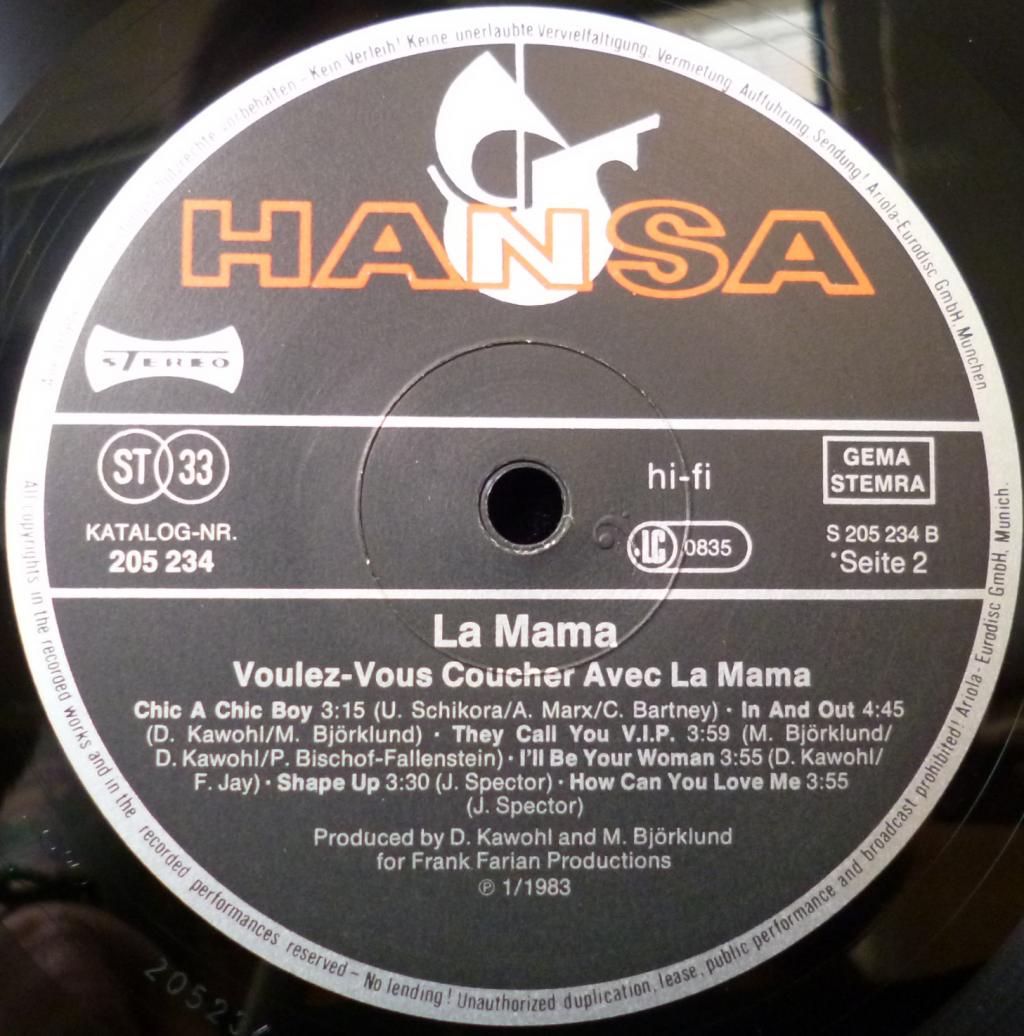 vorbehalten - Kein Verleih! Keine unerlaubte Vervielfältigung, Vermietung, Aufführung, Sendung! Ariola-Eurodisc GmbH, München
HANSA
STEREO
ST 33
hi-fi
GEMA
STEMRA
KATALOG-NR.
205 234
LC 0835
S 205 234 B
*Seite 2
La Mama
Voulez-Vous Coucher Avec La Mama
Chic A Chic Boy 3:15 (U. Schikora/A. Marx/C. Bartney) · In And Out 4:45
(D. Kawohl/M. Björklund) · They Call You V.I.P. 3:59 (M. Björklund/
D. Kawohl/P. Bischof-Fallenstein) · I'll Be Your Woman 3:55 (D. Kawohl/
F. Jay) · Shape Up 3:30 (J. Spector) · How Can You Love Me 3:55
(J. Spector)
Produced by D. Kawohl and M. Björklund
for Frank Farian Productions
℗ 1/1983
All copyrights in the recorded works and in the recorded performances reserved – No lending! Unauthorized duplication, lease, public performance and broadcast prohibited! Ariola-Eurodisc GmbH, Munich.
20523